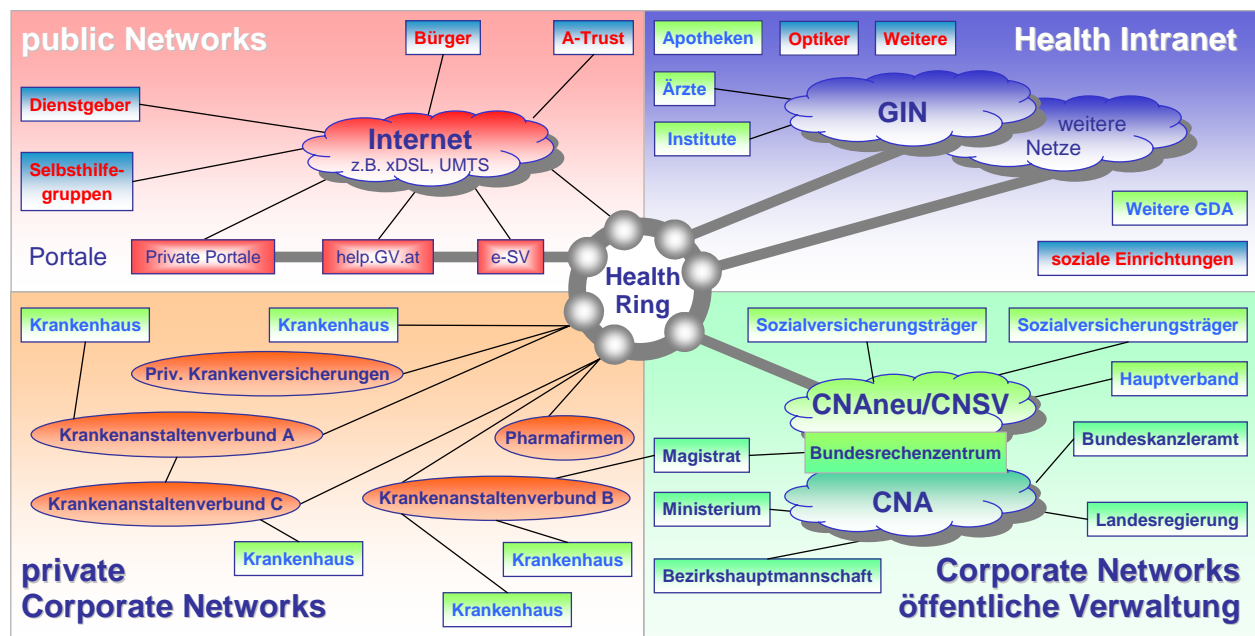 public Networks
Bürger
A-Trust
Dienstgeber
Internet
z.B. xDSL, UMTS
Selbsthilfe-
gruppen
Portale
Private Portale
help.GV.at
e-SV
Health Intranet
Apotheken
Optiker
Weitere
Ärzte
GIN
Institute
weitere
Netze
Weitere GDA
soziale Einrichtungen
Health
Ring
Krankenhaus
Krankenhaus
Priv. Krankenversicherungen
Krankenanstaltenverbund A
Pharmafirmen
Krankenanstaltenverbund C
Krankenanstaltenverbund B
Krankenhaus
Krankenhaus
Krankenhaus
private
Corporate Networks
Sozialversicherungsträger
Sozialversicherungsträger
Hauptverband
CNAneu/CNSV
Bundesrechenzentrum
Magistrat
Bundeskanzleramt
Ministerium
CNA
Landesregierung
Bezirkshauptmannschaft
Corporate Networks
öffentliche Verwaltung